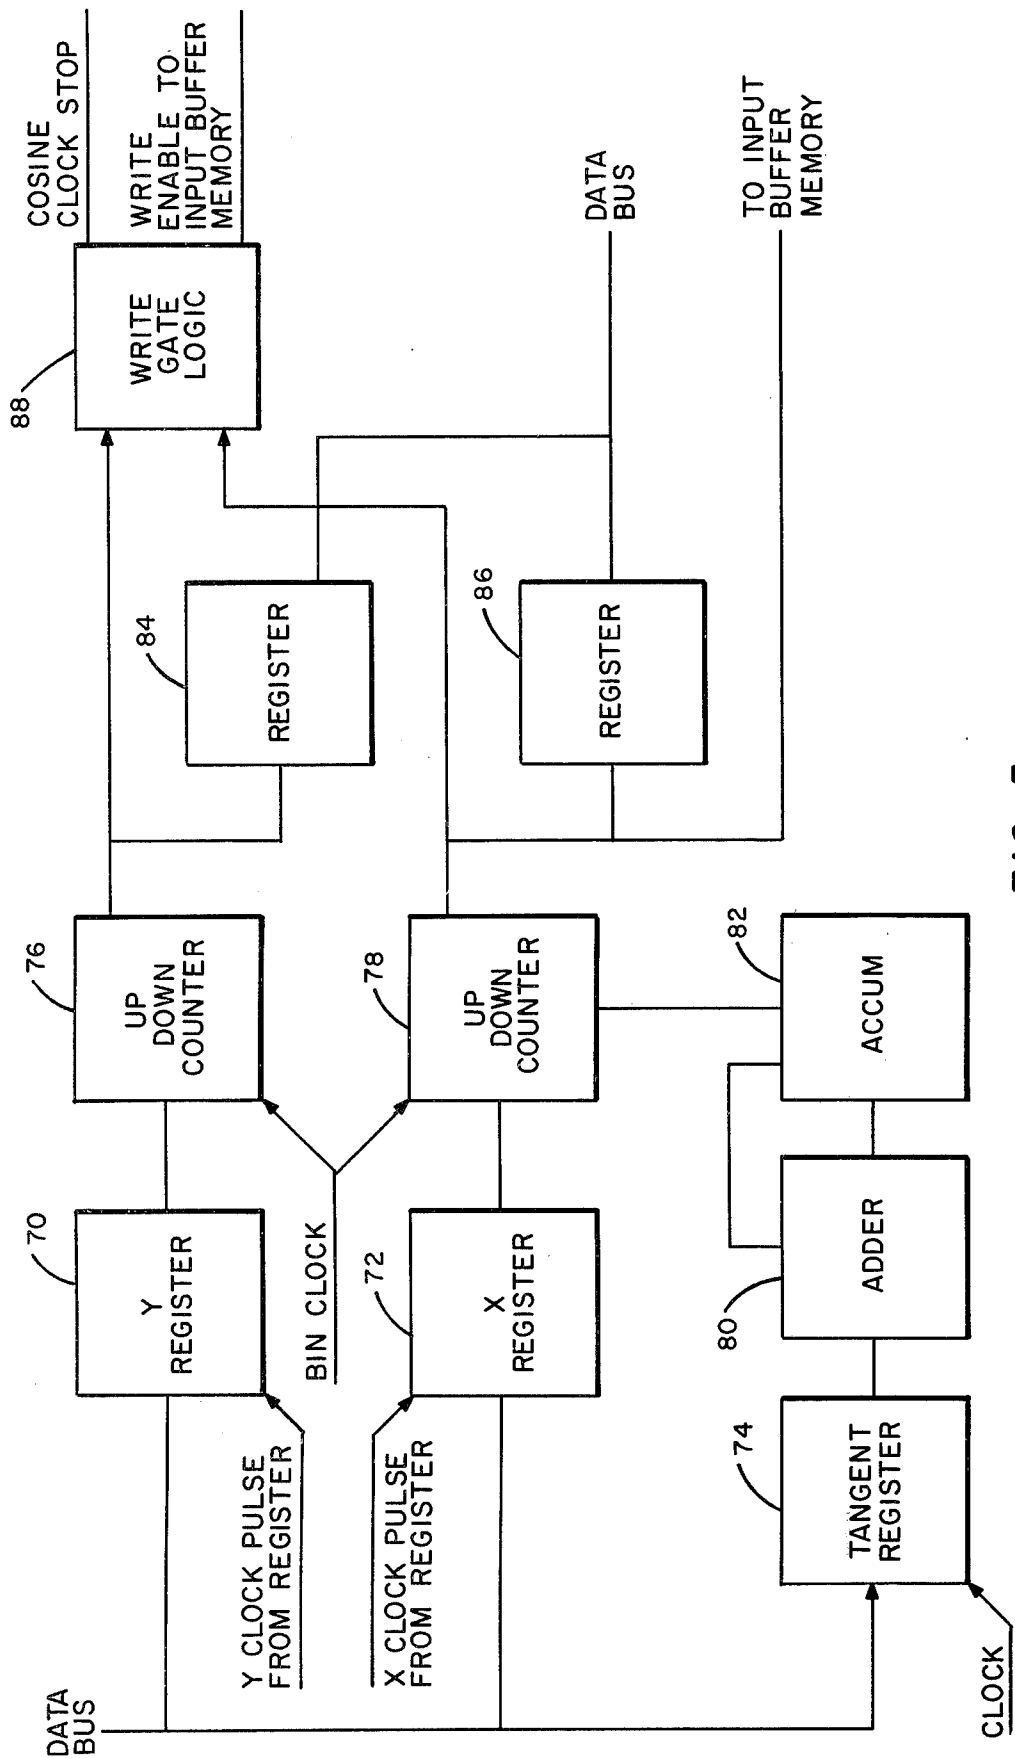 DATA
BUS
70
Y
REGISTER
76
UP
DOWN
COUNTER
88
WRITE
GATE
LOGIC
COSINE
CLOCK STOP
WRITE
ENABLE TO
INPUT BUFFER
MEMORY
Y CLOCK PULSE
FROM REGISTER
BIN CLOCK
84
REGISTER
X CLOCK PULSE
FROM REGISTER
72
X
REGISTER
78
UP
DOWN
COUNTER
86
REGISTER
DATA
BUS
74
TANGENT
REGISTER
80
ADDER
82
ACCUM
TO INPUT
BUFFER
MEMORY
CLOCK